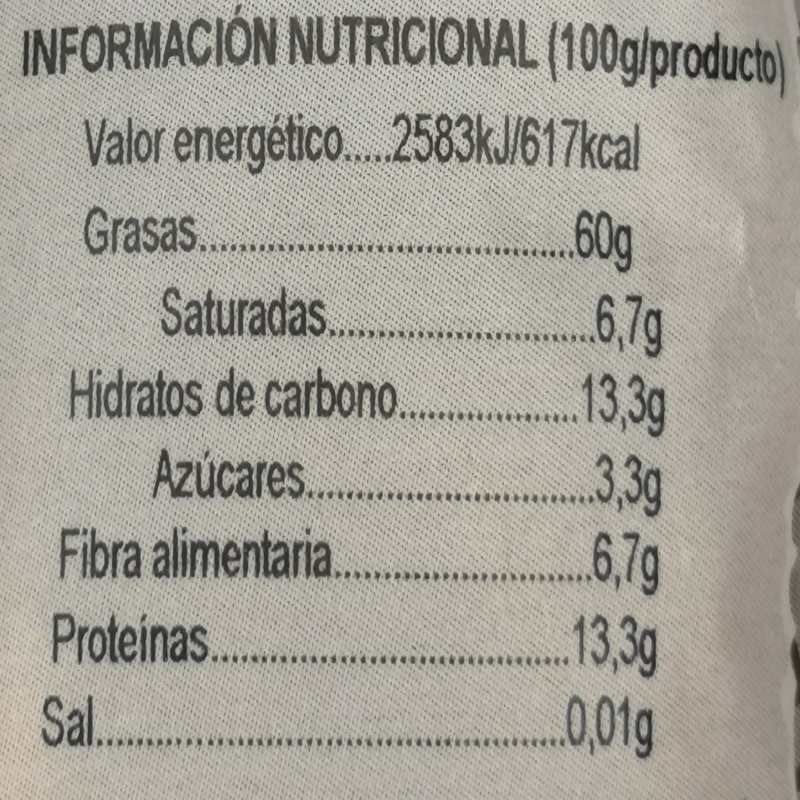 INFORMACIÓN NUTRICIONAL (100g/producto)
Valor energético.....2583kJ/617kcal
Grasas....................................60g
Saturadas..........................6,7g
Hidratos de carbono.................13,3g
Azúcares............................3,3g
Fibra alimentaria.........................6,7g
Proteínas..................................13,3g
Sal.............................................0,01g